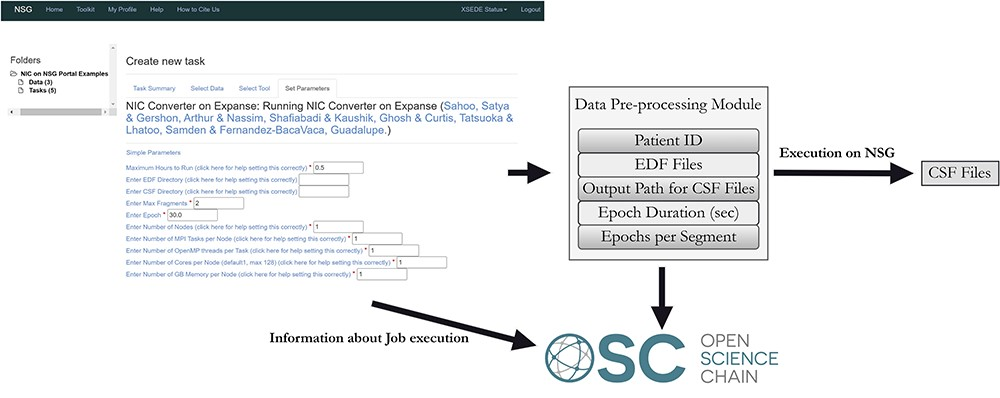 NSG Home Toolkit My Profile Help How to Cite Us XSEDE Status Logout
Folders
NIC on NSG Portal Examples
Data (3)
Tasks (5)
Create new task
Task Summary Select Data Select Tool Set Parameters
NIC Converter on Expanse: Running NIC Converter on Expanse (Sahoo, Satya
& Gershon, Arthur & Nassim, Shafiabadi & Kaushik, Ghosh & Curtis, Tatsuoka &
Lhatoo, Samden & Fernandez-BacaVaca, Guadalupe.)
Simple Parameters
Maximum Hours to Run (click here for help setting this correctly) * 0.5
Enter EDF Directory (click here for help setting this correctly)
Enter CSF Directory (click here for help setting this correctly)
Enter Max Fragments * 2
Enter Epoch * 30.0
Enter Number of Nodes (click here for help setting this correctly) * 1
Enter Number of MPI Tasks per Node (click here for help setting this correctly) * 1
Enter Number of OpenMP threads per Task (click here for help setting this correctly) * 1
Enter Number of Cores per Node (default1, max 128) (click here for help setting this correctly) * 1
Enter Number of GB Memory per Node (click here for help setting this correctly) * 1
Data Pre-processing Module
Patient ID
EDF Files
Output Path for CSF Files
Epoch Duration (sec)
Epochs per Segment
Execution on NSG
CSF Files
Information about Job execution
OSC
OPEN
SCIENCE
CHAIN